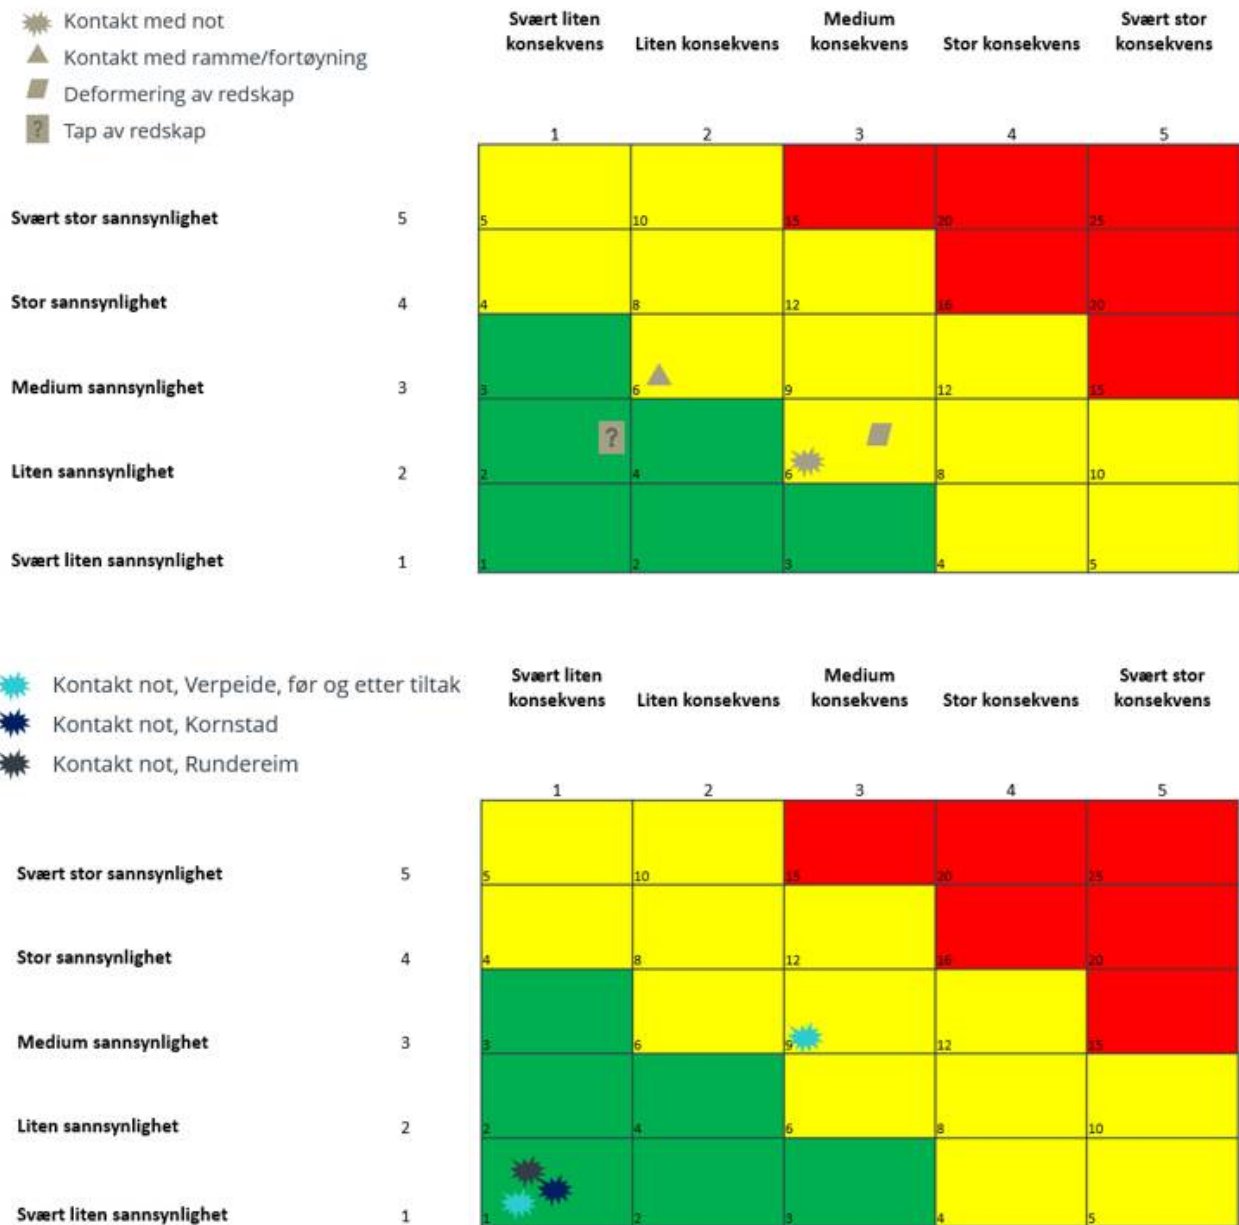 Kontakt med not
Kontakt med ramme/fortøyning
Deformering av redskap
? Tap av redskap
Svært liten
konsekvens
Liten konsekvens
Medium
konsekvens
Stor konsekvens
Svært stor
konsekvens
1 2 3 4 5
Svært stor sannsynlighet 5
5 10 15 20 25
Stor sannsynlighet 4
4 8 12 16 20
Medium sannsynlighet 3
3 6 9 12 15
?
Liten sannsynlighet 2
2 4 6 8 10
Svært liten sannsynlighet 1
1 2 3 4 5
Kontakt not, Verpeide, før og etter tiltak
Kontakt not, Kornstad
Kontakt not, Rundereim
Svært liten
konsekvens
Liten konsekvens
Medium
konsekvens
Stor konsekvens
Svært stor
konsekvens
1 2 3 4 5
Svært stor sannsynlighet 5
5 10 15 20 25
Stor sannsynlighet 4
4 8 12 16 20
Medium sannsynlighet 3
3 6 9 12 15
Liten sannsynlighet 2
2 4 6 8 10
Svært liten sannsynlighet 1
1 2 3 4 5